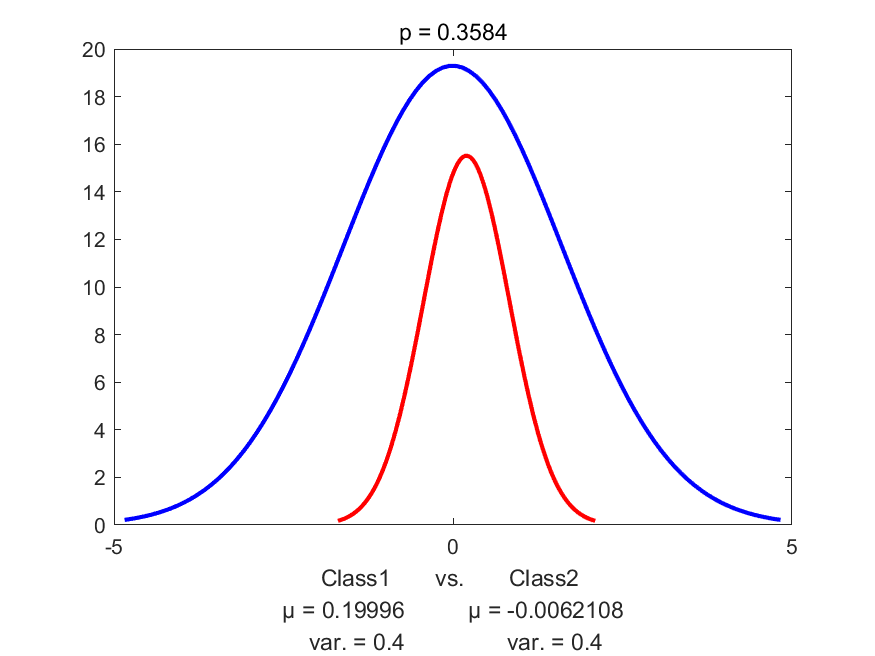 p = 0.3584
20
18
16
14
12
10
8
6
4
2
0
-5 0 5
Class1 vs. Class2
μ = 0.19996 μ = -0.0062108
var. = 0.4 var. = 0.4